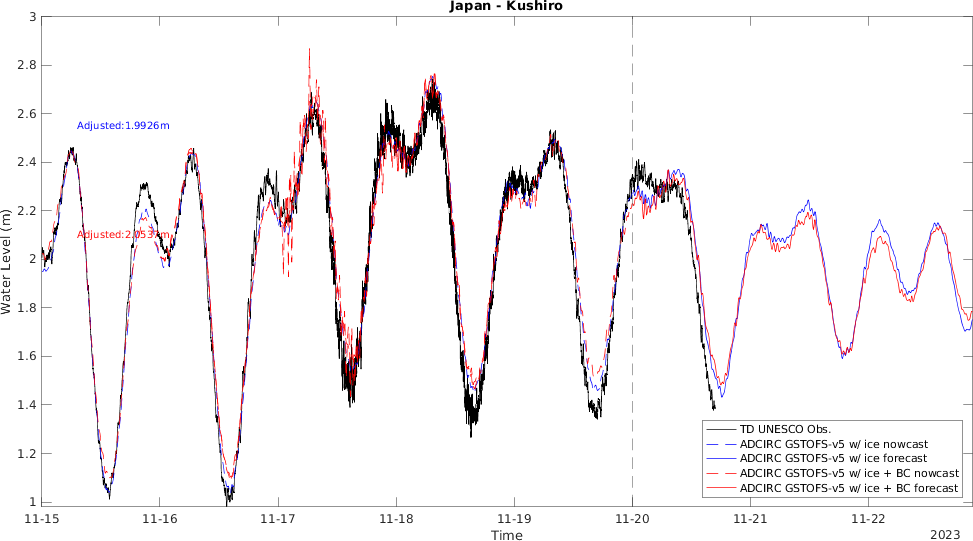 Japan - Kushiro
3
2.8
2.6
2.4
2.2
2
1.8
1.6
1.4
1.2
1
Water Level (m)
Adjusted:1.9926m
Adjusted:2.0537m
TD UNESCO Obs.
ADCIRC GSTOFS-v5 w/ ice nowcast
ADCIRC GSTOFS-v5 w/ ice forecast
ADCIRC GSTOFS-v5 w/ ice + BC nowcast
ADCIRC GSTOFS-v5 w/ ice + BC forecast
11-15 11-16 11-17 11-18 11-19 11-20 11-21 11-22
Time
2023